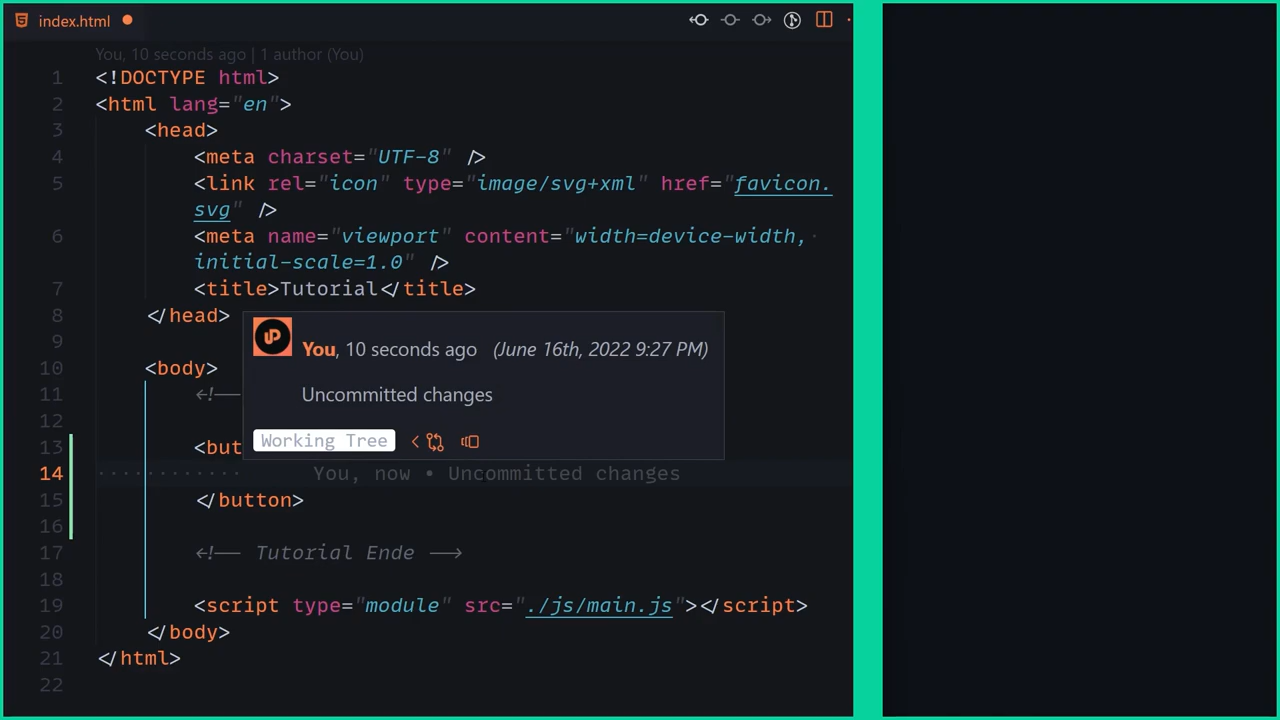 index.html
You, 10 seconds ago | 1 author (You)
1 <!DOCTYPE html>
2 <html lang="en">
3 <head>
4 <meta charset="UTF-8" />
5 <link rel="icon" type="image/svg+xml" href="favicon.
svg" />
6 <meta name="viewport" content="width=device-width,
initial-scale=1.0" />
7 <title>Tutorial</title>
8 </head>
9
10 <body>
11 <!--
12
13 <but
14 You, now • Uncommitted changes
15 </button>
16
17 <!-- Tutorial Ende -->
18
19 <script type="module" src="./js/main.js"></script>
20 </body>
21 </html>
22
You, 10 seconds ago (June 16th, 2022 9:27 PM)
Uncommitted changes
Working Tree